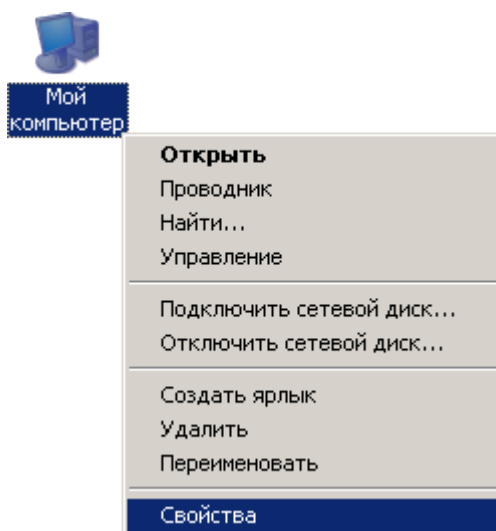 Мой
компьютер
Открыть
Проводник
Найти...
Управление
Подключить сетевой диск...
Отключить сетевой диск...
Создать ярлык
Удалить
Переименовать
Свойства